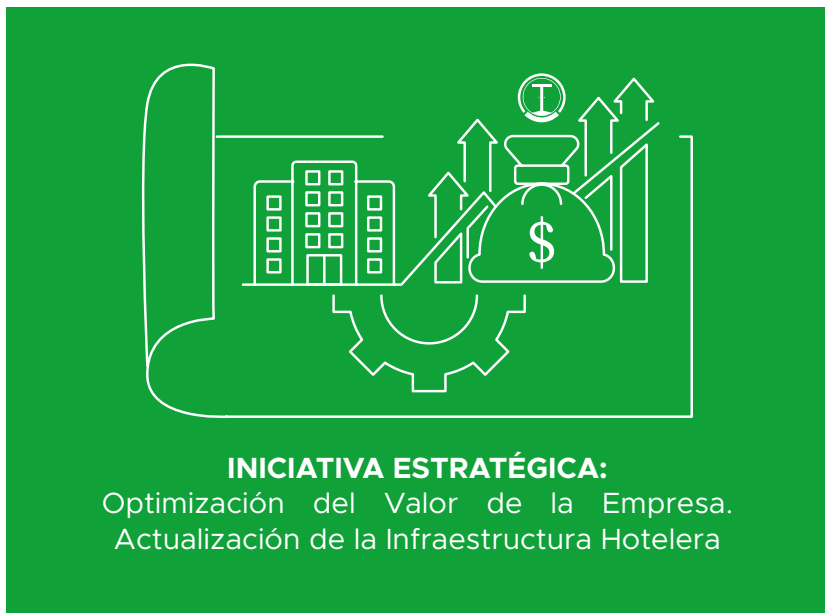 $
INICIATIVA ESTRATÉGICA:
Optimización del Valor de la Empresa.
Actualización de la Infraestructura Hotelera